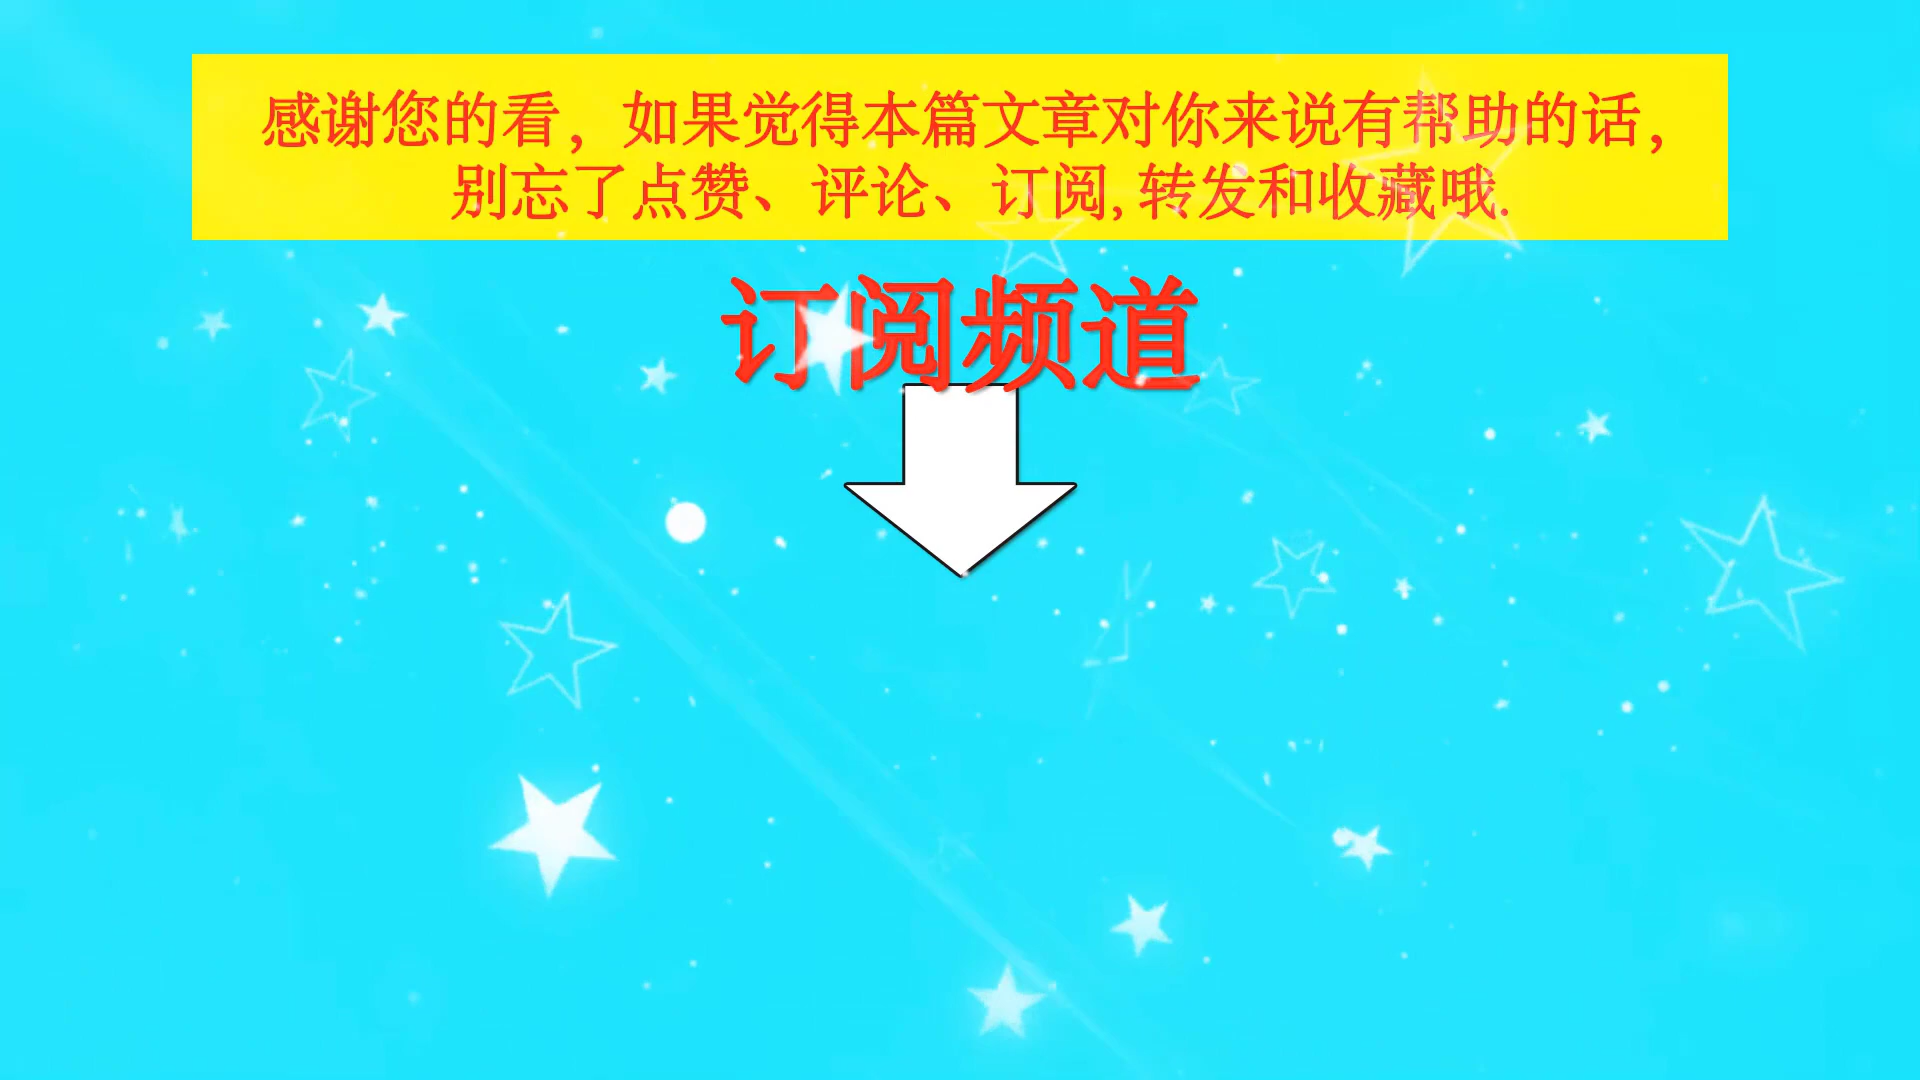 感谢您的看，如果觉得本篇文章对你来说有帮助的话，
别忘了点赞、评论、订阅,转发和收藏哦.
订阅频道